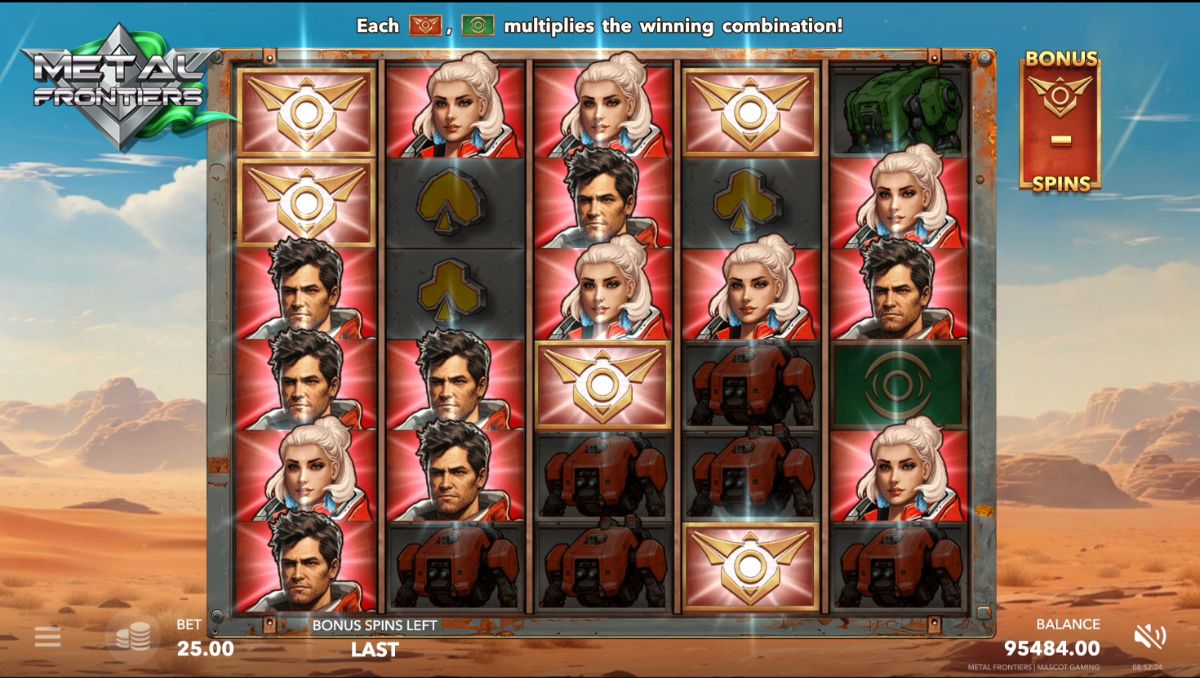 Each , multiplies the winning combination!
METAL
FRONTIERS
BONUS
–
SPINS
BET
25.00
BONUS SPINS LEFT
LAST
BALANCE
95484.00
METAL FRONTIERS | MASCOT GAMING
08:52:24